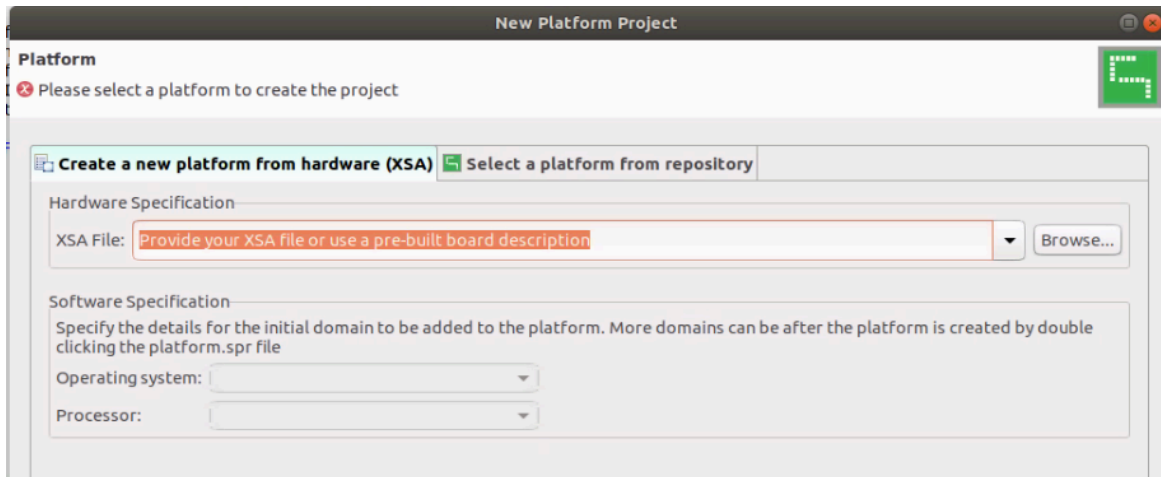 New Platform Project
Platform
Please select a platform to create the project
Create a new platform from hardware (XSA)
Select a platform from repository
Hardware Specification
XSA File:
Provide your XSA file or use a pre-built board description
Browse...
Software Specification
Specify the details for the initial domain to be added to the platform. More domains can be after the platform is created by double
clicking the platform.spr file
Operating system:
Processor: